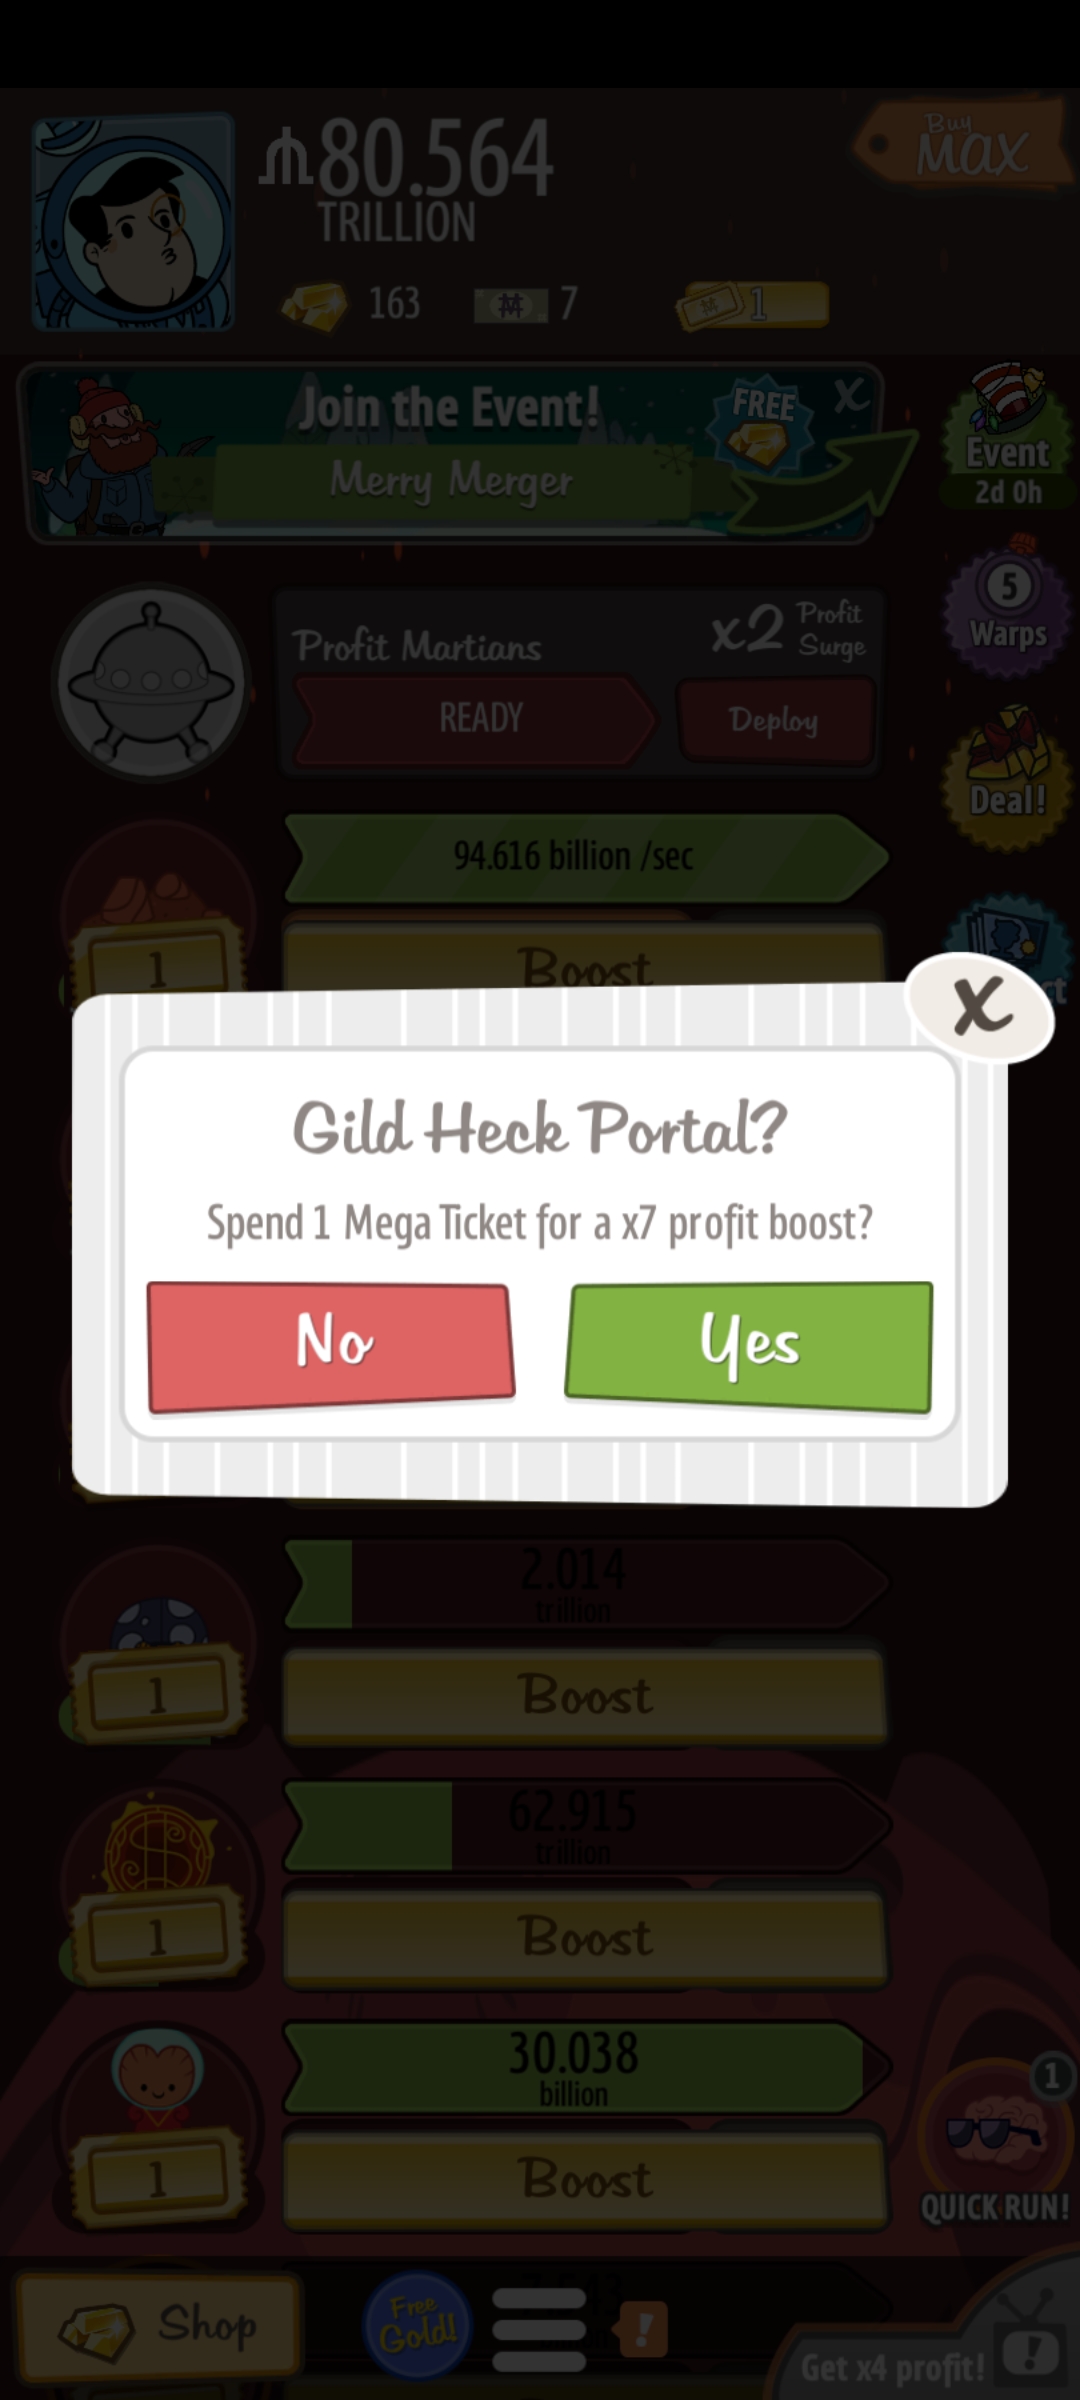 80.564
TRILLION
Buy
MAX
163
7
1
Join the Event!
Merry Merger
FREE
X
Event
2d 0h
5
Warps
Profit Martians
x2 Profit Surge
READY
Deploy
Deal!
94.616 billion /sec
1
Boost
X
Gild Heck Portal?
Spend 1 Mega Ticket for a x7 profit boost?
No
Yes
2.014
trillion
1
Boost
62.915
trillion
1
Boost
30.038
billion
1
Boost
1
QUICK RUN!
Shop
Free
Gold!
!
Get x4 profit!
!